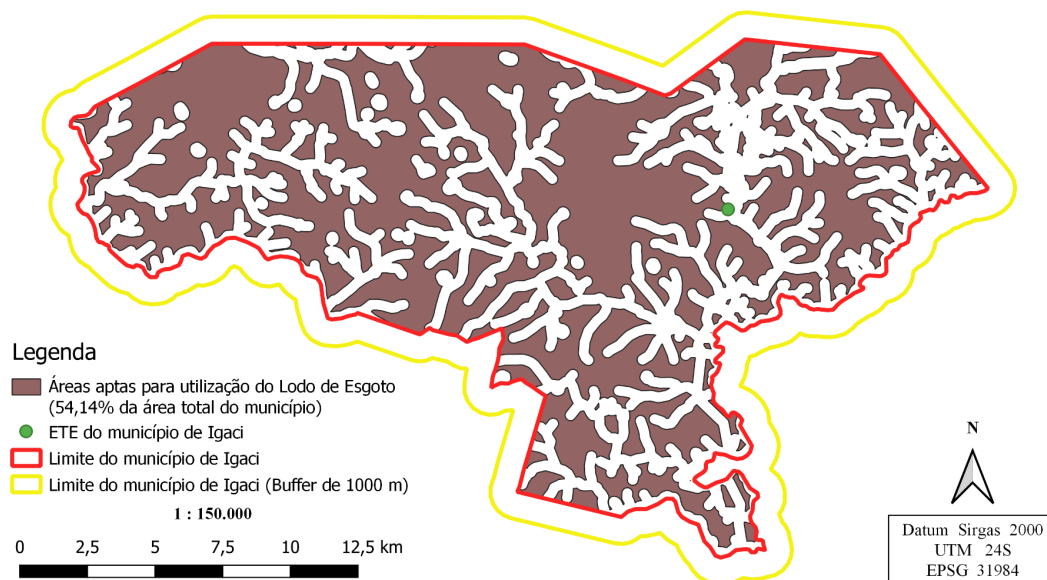 Legenda
Áreas aptas para utilização do Lodo de Esgoto
(54,14% da área total do município)
ETE do município de Igaci
Limite do município de Igaci
Limite do município de Igaci (Buffer de 1000 m)
1 : 150.000
0 2,5 5 7,5 10 12,5 km
N
Datum Sirgas 2000
UTM 24S
EPSG 31984